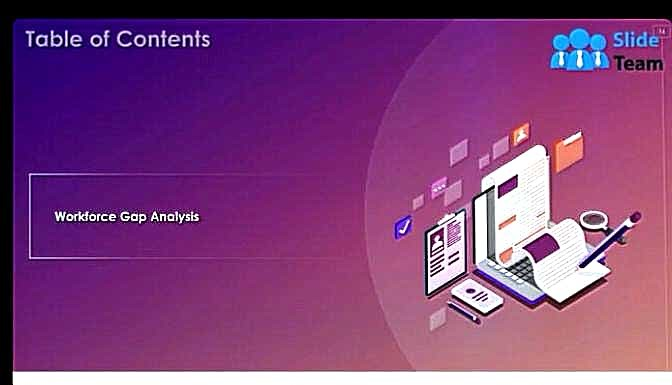 Table of Contents
Slide
Team
Workforce Gap Analysis